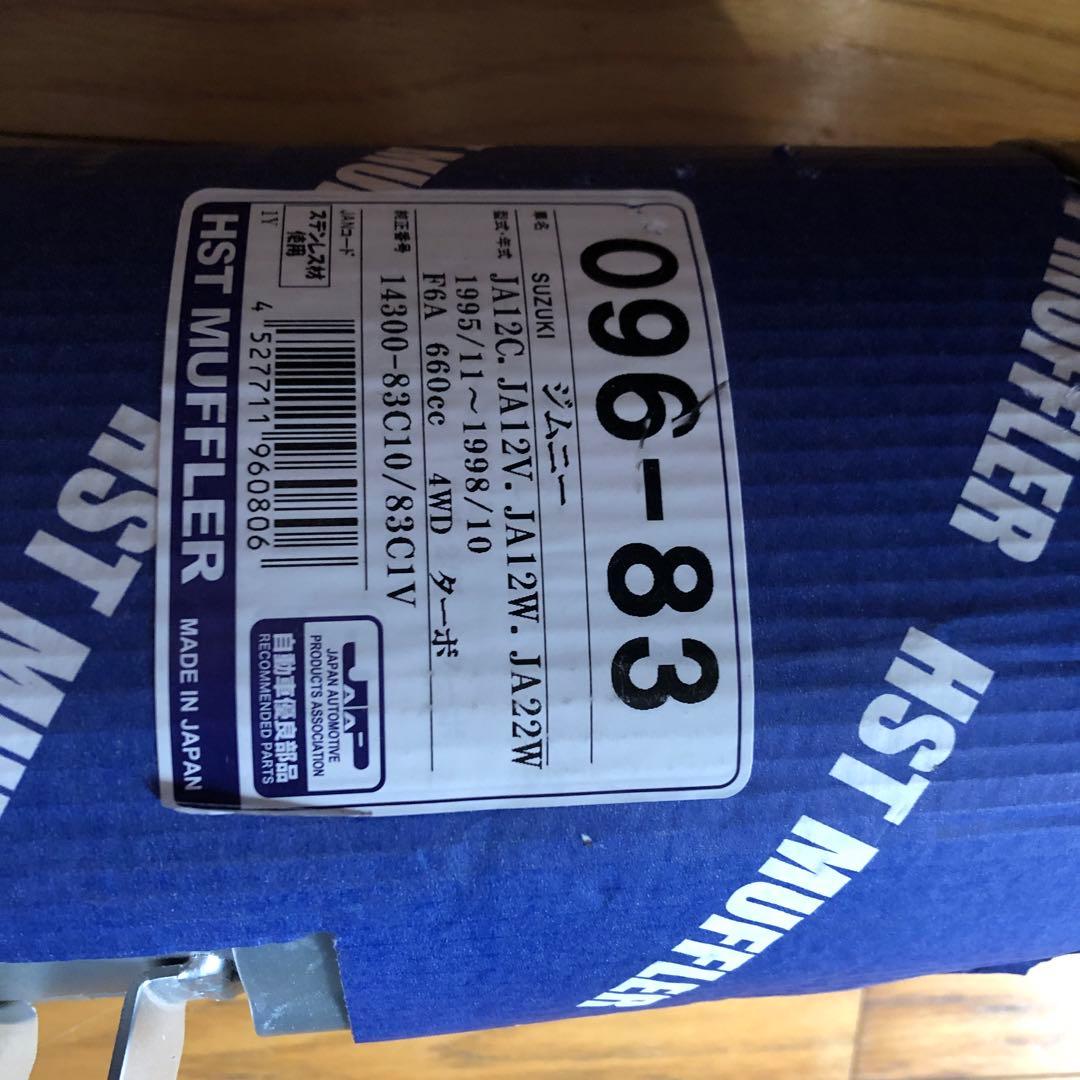 096-83
車名 SUZUKI ジムニー
型式・年式 JA12C.JA12V.JA12W.JA22W
1995/11～1998/10
F6A 660cc 4WD ターボ
純正番号 14300-83C10/83C1V
JANコード
ステンレス材
使用
1Y
4 527711 960806
JAPA
JAPAN AUTOMOTIVE
PRODUCTS ASSOCIATION
自動車優良部品
RECOMMENDED PARTS
HST MUFFLER MADE IN JAPAN
MUFFLER
HST MUFFLER
HST MU
MUFFLER